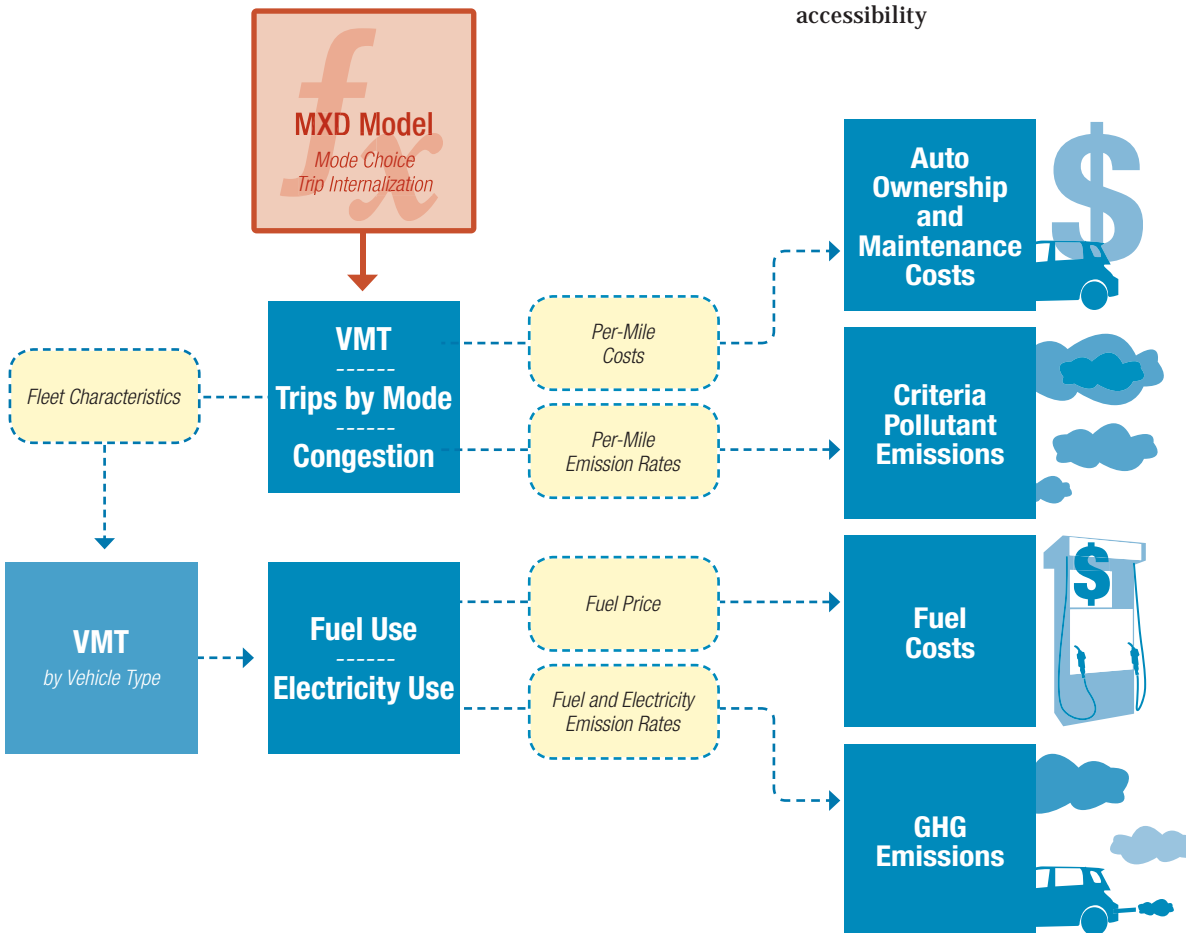 accessibility
MXD Model
Mode Choice
Trip Internalization
Auto
Ownership
and
Maintenance
Costs
$
VMT
Trips by Mode
Congestion
Per-Mile
Costs
Fleet Characteristics
Per-Mile
Emission Rates
Criteria
Pollutant
Emissions
VMT
by Vehicle Type
Fuel Use
Electricity Use
Fuel Price
Fuel
Costs
$
Fuel and Electricity
Emission Rates
GHG
Emissions
fx